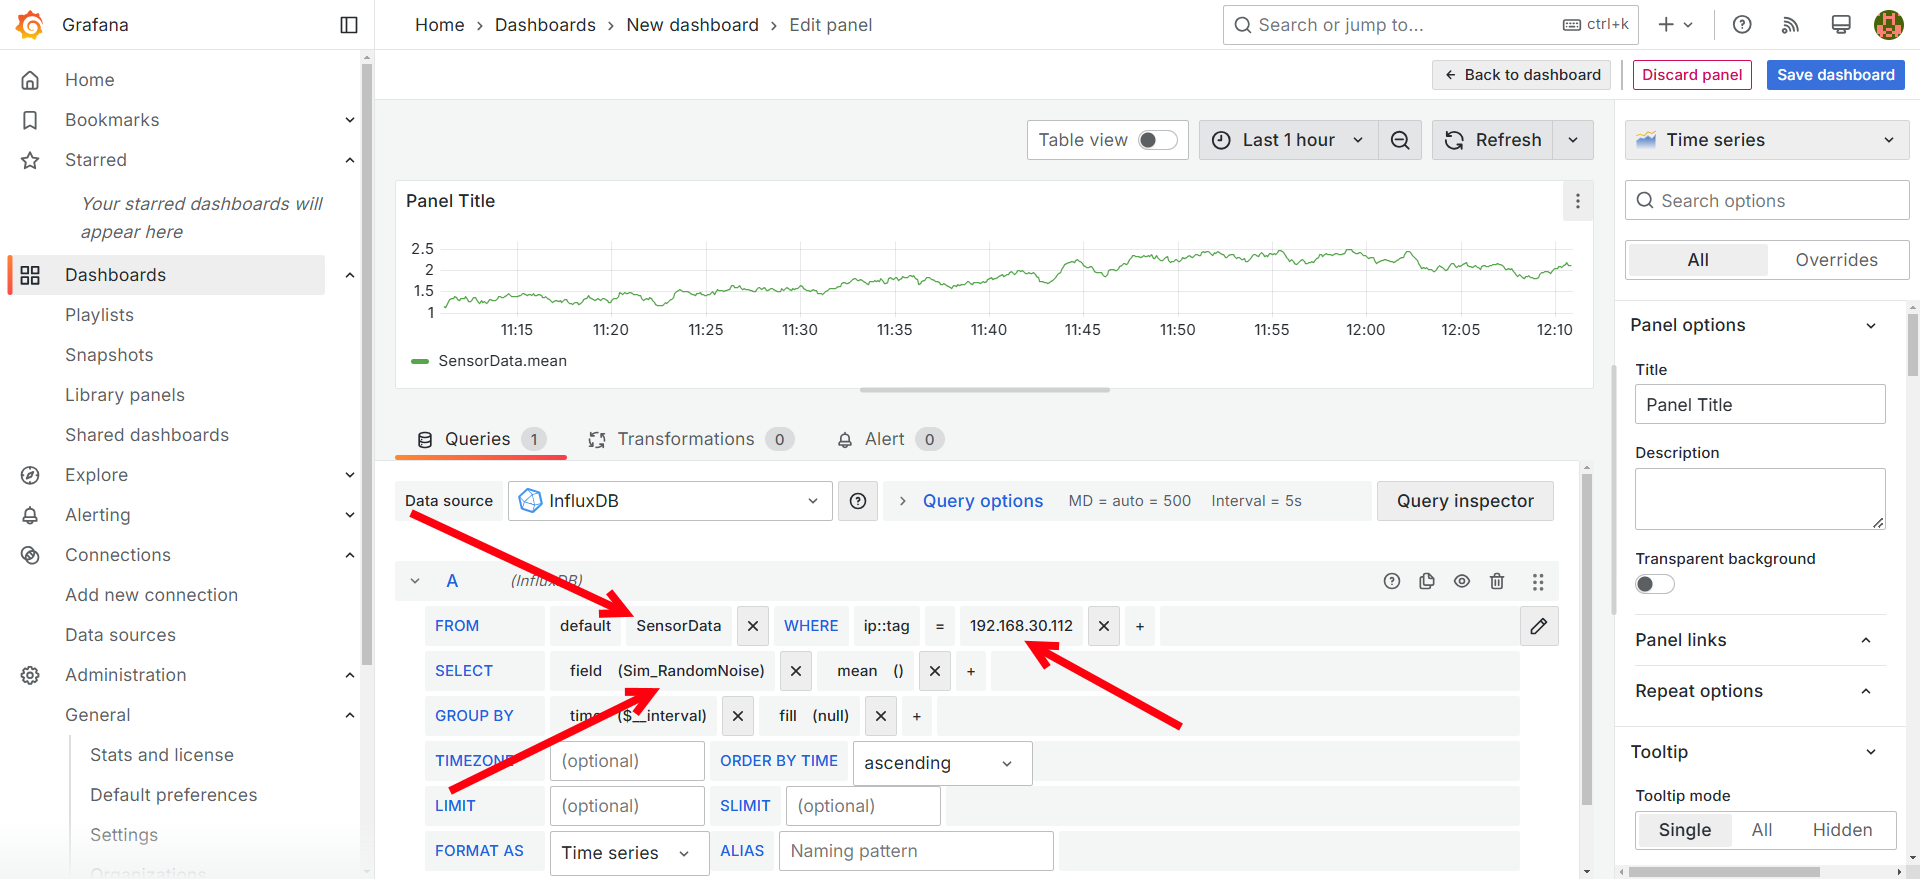 Grafana
Home > Dashboards > New dashboard > Edit panel
Search or jump to... ctrl+k
Back to dashboard
Discard panel
Save dashboard
Home
Bookmarks
Starred
Your starred dashboards will
appear here
Dashboards
Playlists
Snapshots
Library panels
Shared dashboards
Explore
Alerting
Connections
Add new connection
Data sources
Administration
General
Stats and license
Default preferences
Settings
Organizations
Table view
Last 1 hour
Refresh
Panel Title
2.5
2
1.5
1
11:15 11:20 11:25 11:30 11:35 11:40 11:45 11:50 11:55 12:00 12:05 12:10
SensorData.mean
Queries 1
Transformations 0
Alert 0
Data source InfluxDB
Query options MD = auto = 500 Interval = 5s
Query inspector
A (InfluxDB)
FROM default SensorData WHERE ip::tag = 192.168.30.112 +
SELECT field (Sim_RandomNoise) mean () +
GROUP BY time ($__interval) fill (null) +
TIMEZONE (optional) ORDER BY TIME ascending
LIMIT (optional) SLIMIT (optional)
FORMAT AS Time series ALIAS Naming pattern
Time series
Search options
All Overrides
Panel options
Title
Panel Title
Description
Transparent background
Panel links
Repeat options
Tooltip
Tooltip mode
Single All Hidden